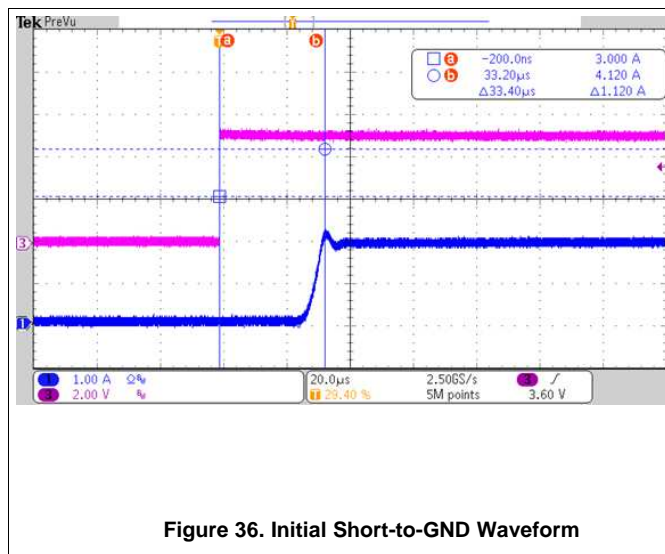 Tek PreVu
T
T a b
a -200.0ns 3.000 A
b 33.20µs 4.120 A
Δ33.40µs Δ1.120 A
3
1
1 1.00 A Ω
3 2.00 V
20.0µs 2.50GS/s 3
T 29.40 % 5M points 3.60 V
Figure 36. Initial Short-to-GND Waveform